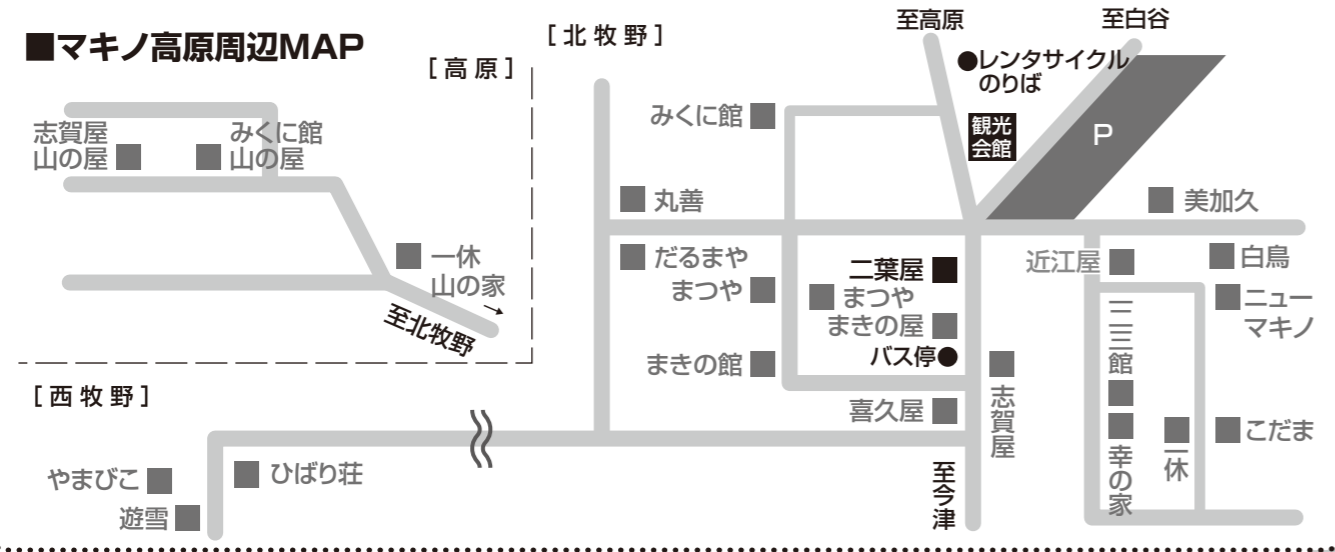 ■マキノ高原周辺MAP
[高原]
志賀屋
山の屋
みくに館
山の屋
一休
山の家
→
至北牧野
[北牧野]
至高原
至白谷
●レンタサイクル
のりば
みくに館
観光
会館
P
丸善
美加久
だるまや
まつや
二葉屋
まつや
まきの屋
バス停●
まきの館
喜久屋
志賀屋
至今津
近江屋
白鳥
ニュー
マキノ
三三館
幸の家
一休
こだま
[西牧野]
やまびこ
遊雪
ひばり荘